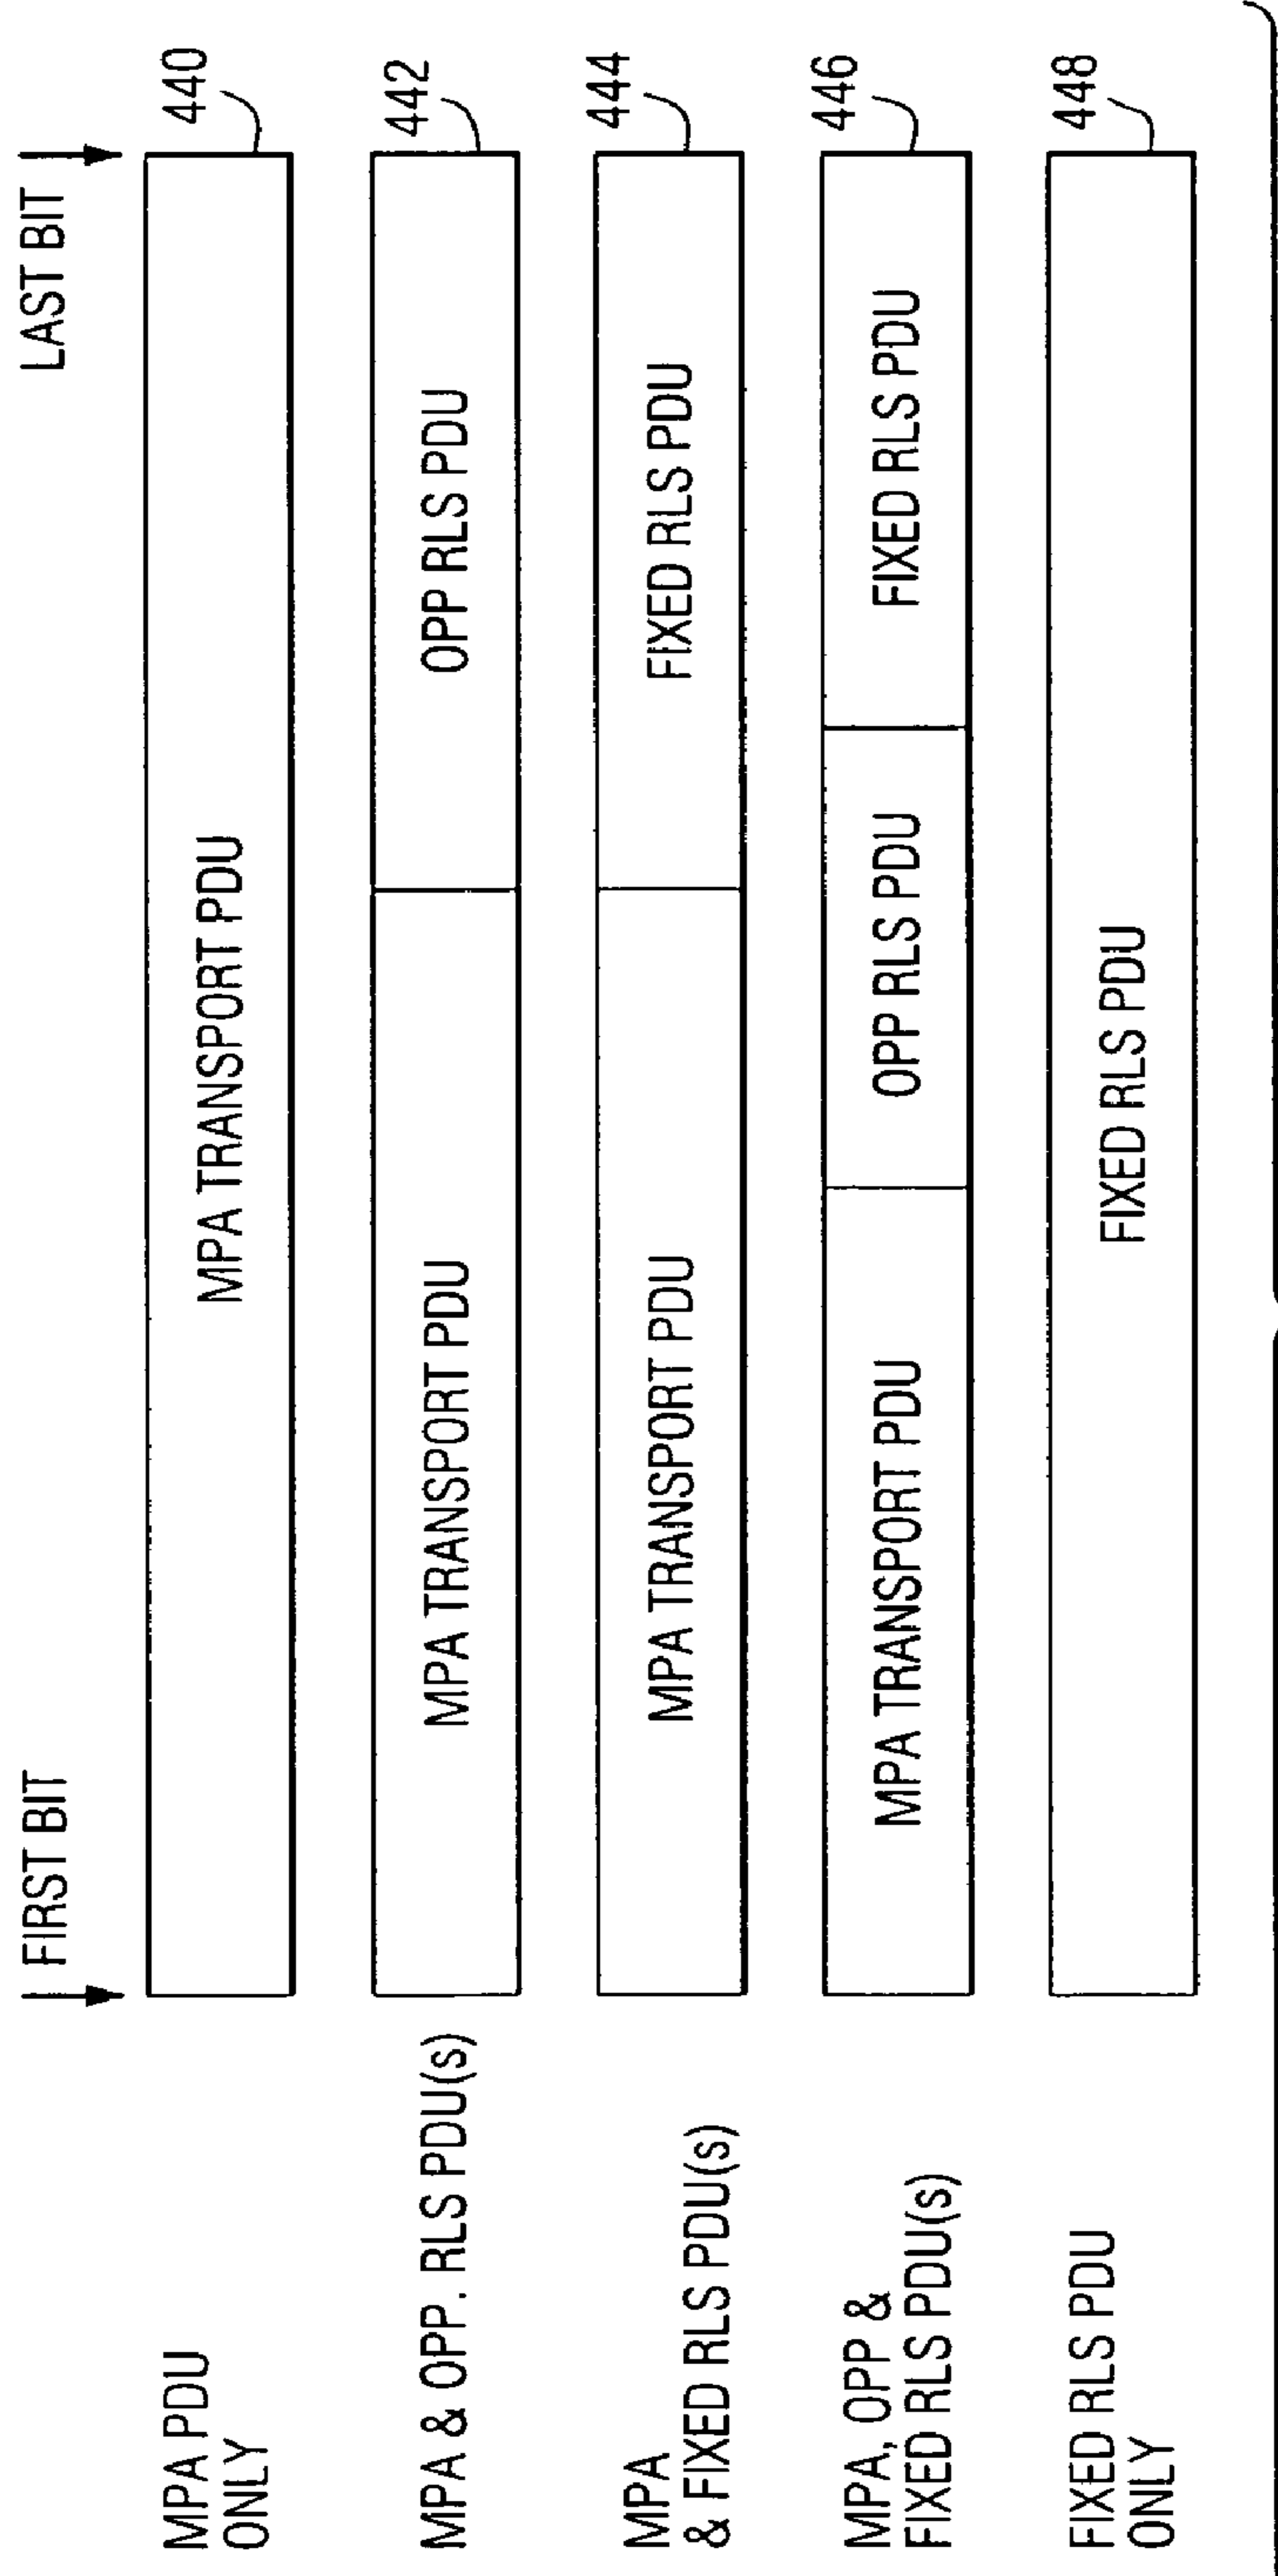 FIRST BIT
LAST BIT
MPA PDU
ONLY
MPA TRANSPORT PDU
440
MPA & OPP. RLS PDU(s)
MPA TRANSPORT PDU
OPP RLS PDU
442
MPA
& FIXED RLS PDU(s)
MPA TRANSPORT PDU
FIXED RLS PDU
444
MPA, OPP &
FIXED RLS PDU(s)
MPA TRANSPORT PDU
OPP RLS PDU
FIXED RLS PDU
446
FIXED RLS PDU
ONLY
FIXED RLS PDU
448